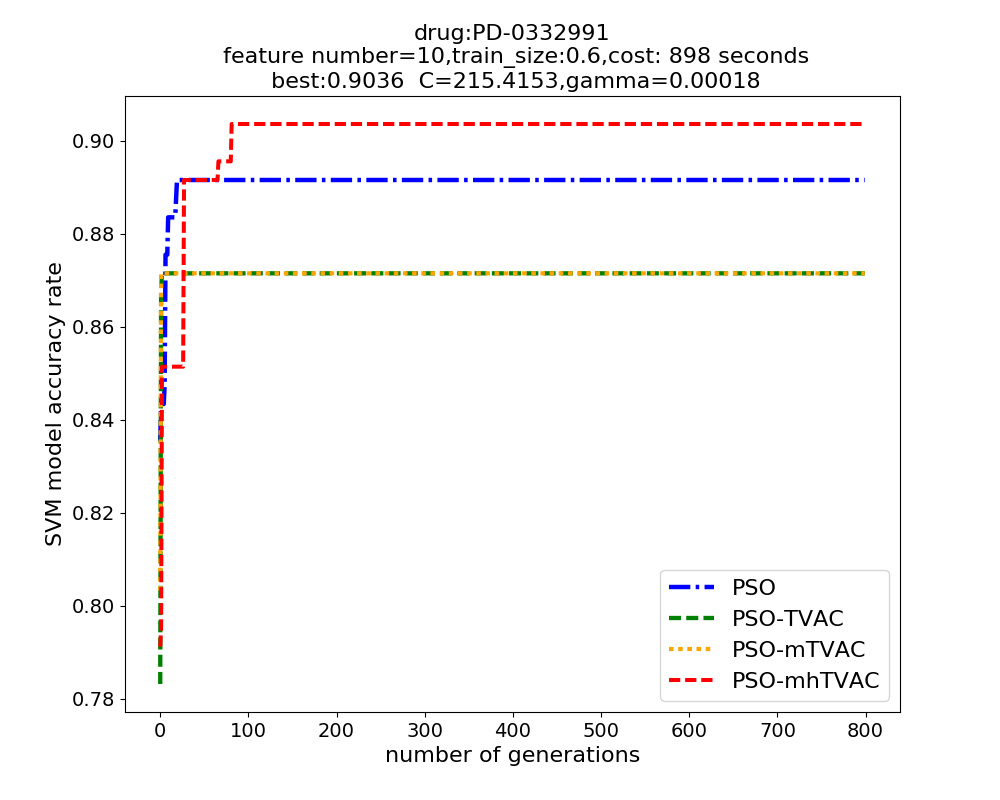 drug:PD-0332991
feature number=10,train_size:0.6,cost: 898 seconds
best:0.9036  C=215.4153,gamma=0.00018
SVM model accuracy rate
0.90
0.88
0.86
0.84
0.82
0.80
0.78
PSO
PSO-TVAC
PSO-mTVAC
PSO-mhTVAC
0 100 200 300 400 500 600 700 800
number of generations